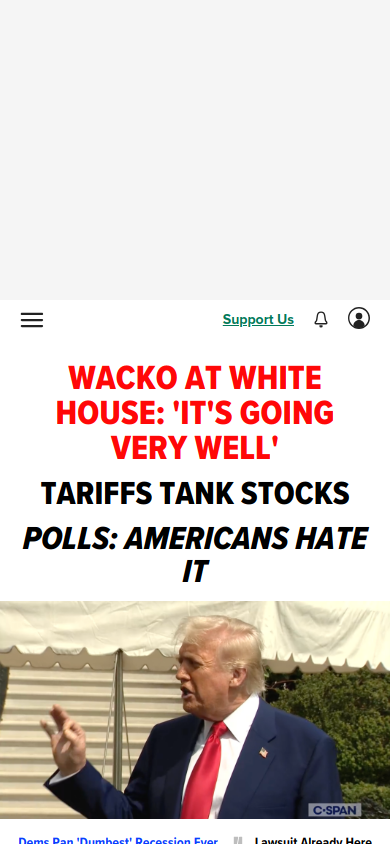 Support Us
WACKO AT WHITE
HOUSE: 'IT'S GOING
VERY WELL'
TARIFFS TANK STOCKS
POLLS: AMERICANS HATE
IT
C-SPAN
Dems Pan 'Dumbest' Recession Ever // Lawsuit Already Here